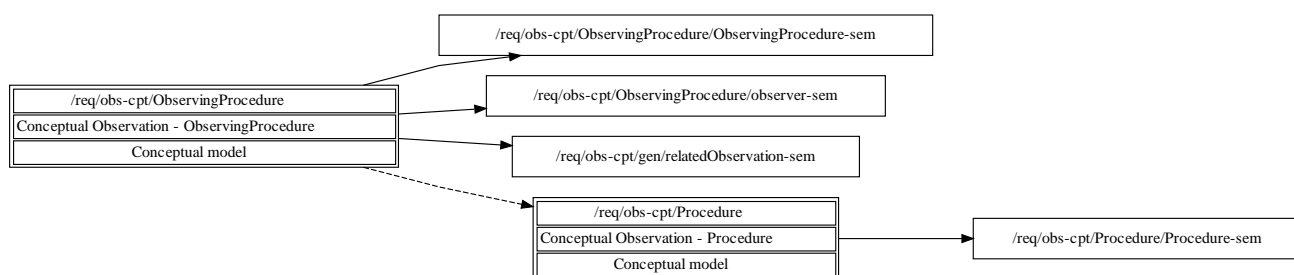 /req/obs-cpt/ObservingProcedure/ObservingProcedure-sem
/req/obs-cpt/ObservingProcedure
Conceptual Observation - ObservingProcedure
Conceptual model
/req/obs-cpt/ObservingProcedure/observer-sem
/req/obs-cpt/gen/relatedObservation-sem
/req/obs-cpt/Procedure
Conceptual Observation - Procedure
Conceptual model
/req/obs-cpt/Procedure/Procedure-sem